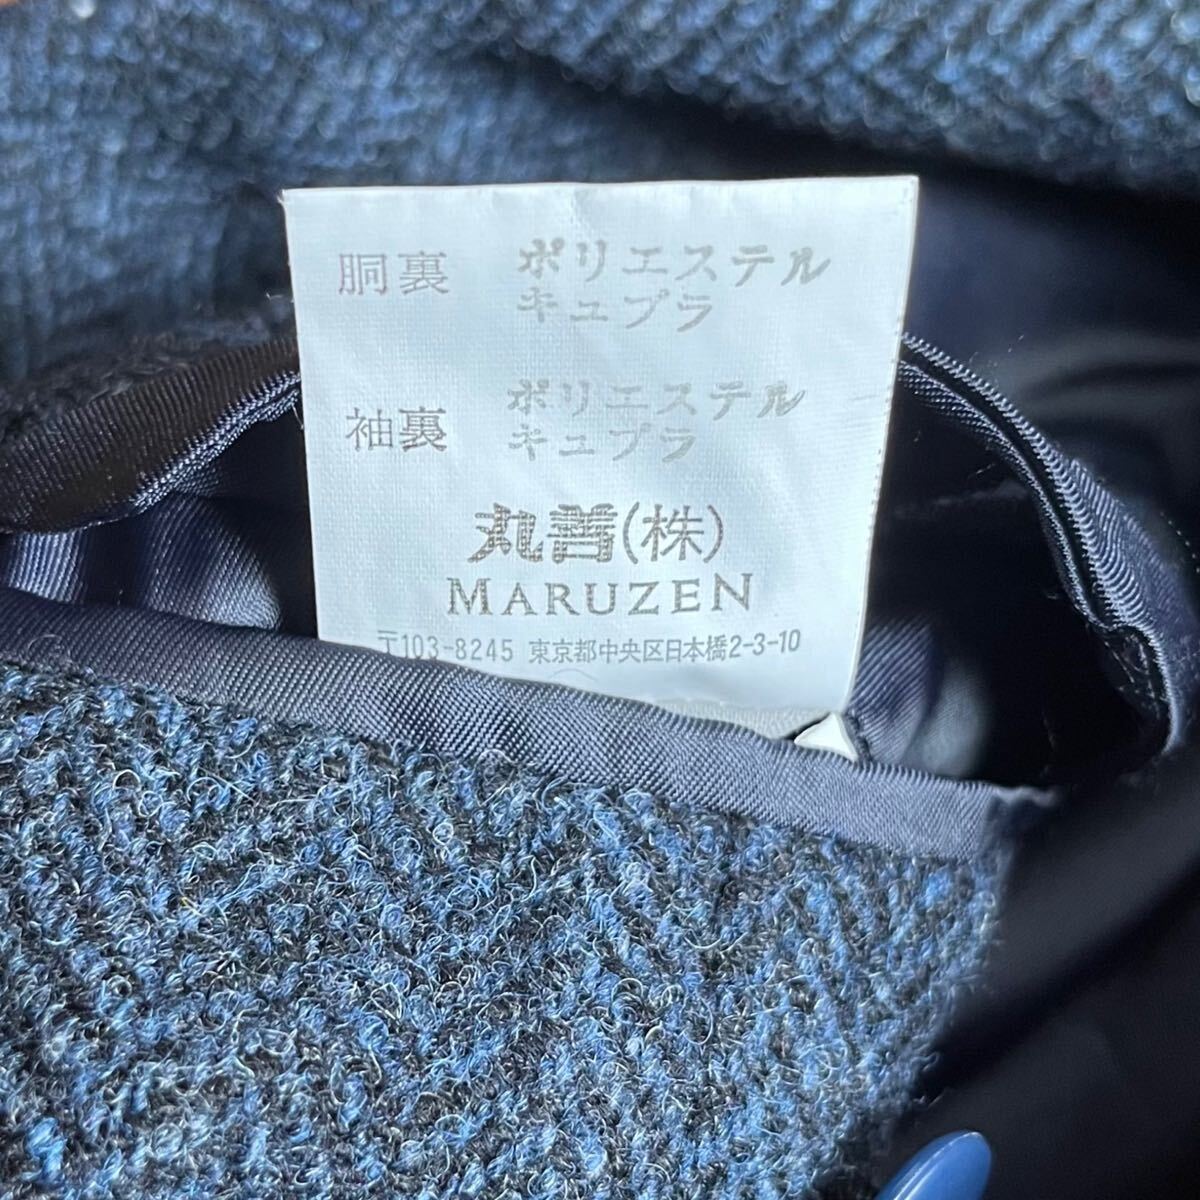 胴裏 ポリエステル
キュプラ
袖裏 ポリエステル
キュプラ
丸善(株)
MARUZEN
〒103-8245 東京都中央区日本橋2-3-10